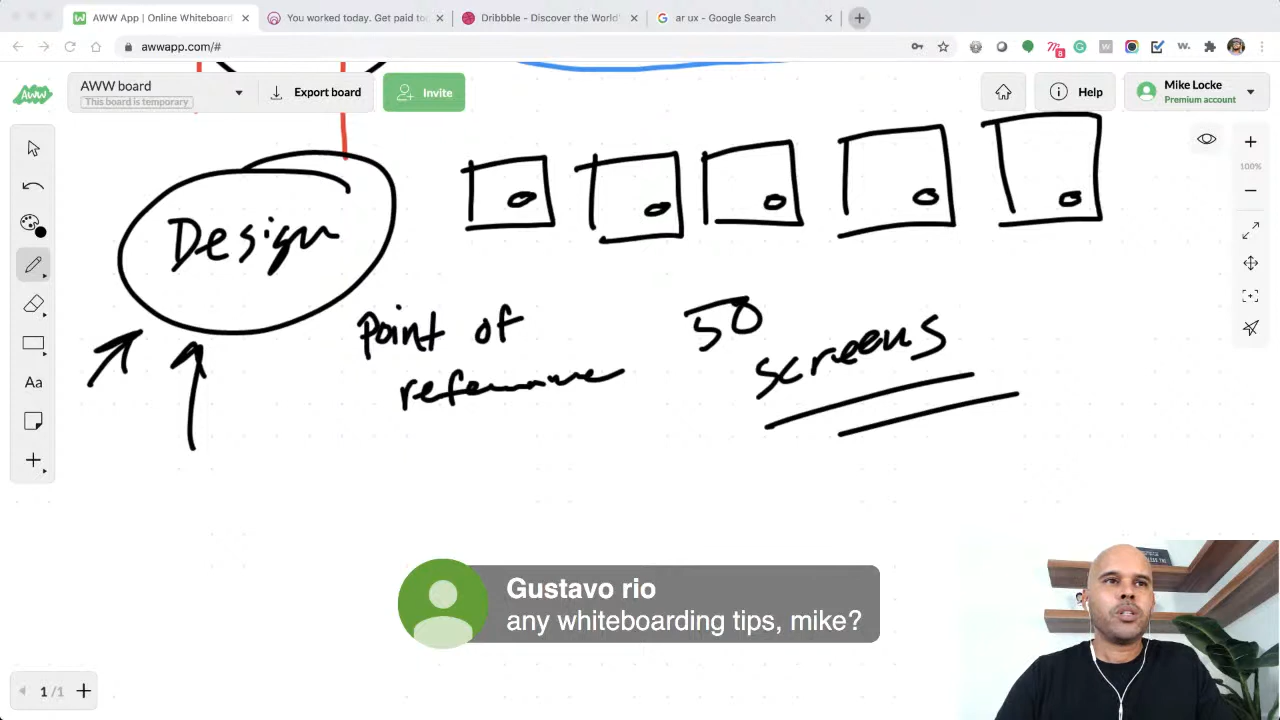 AWW App | Online Whiteboard
You worked today. Get paid to
Dribbble - Discover the World'
ar ux - Google Search
awwapp.com/#
AWW
AWW board
This board is temporary
Export board
Invite
Help
Mike Locke
Premium account
100%
Design
point of
50
screens
Aa
Gustavo rio
any whiteboarding tips, mike?
1 / 1